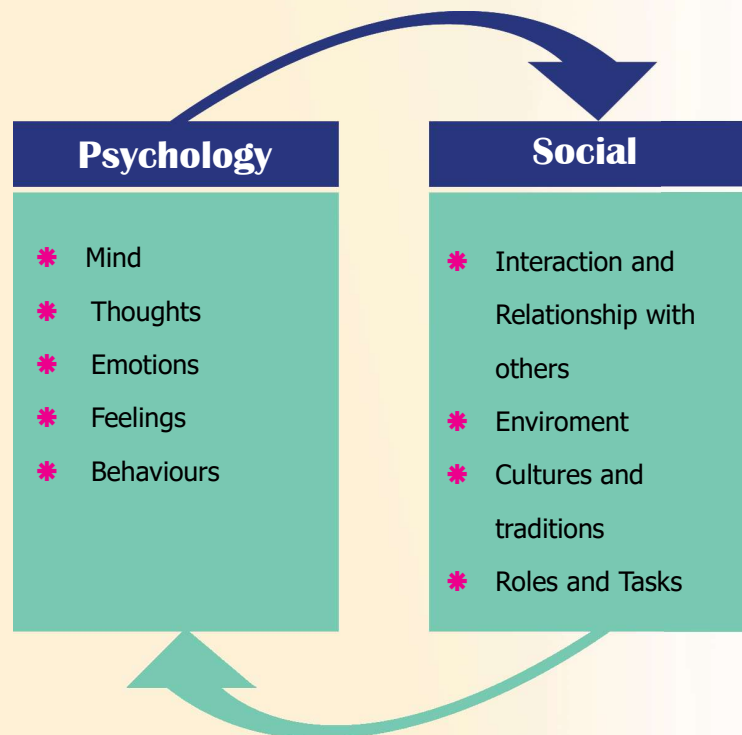 Psychology
Mind
Thoughts
Emotions
Feelings
Behaviours
Social
Interaction and
Relationship with
others
Enviroment
Cultures and
traditions
Roles and Tasks